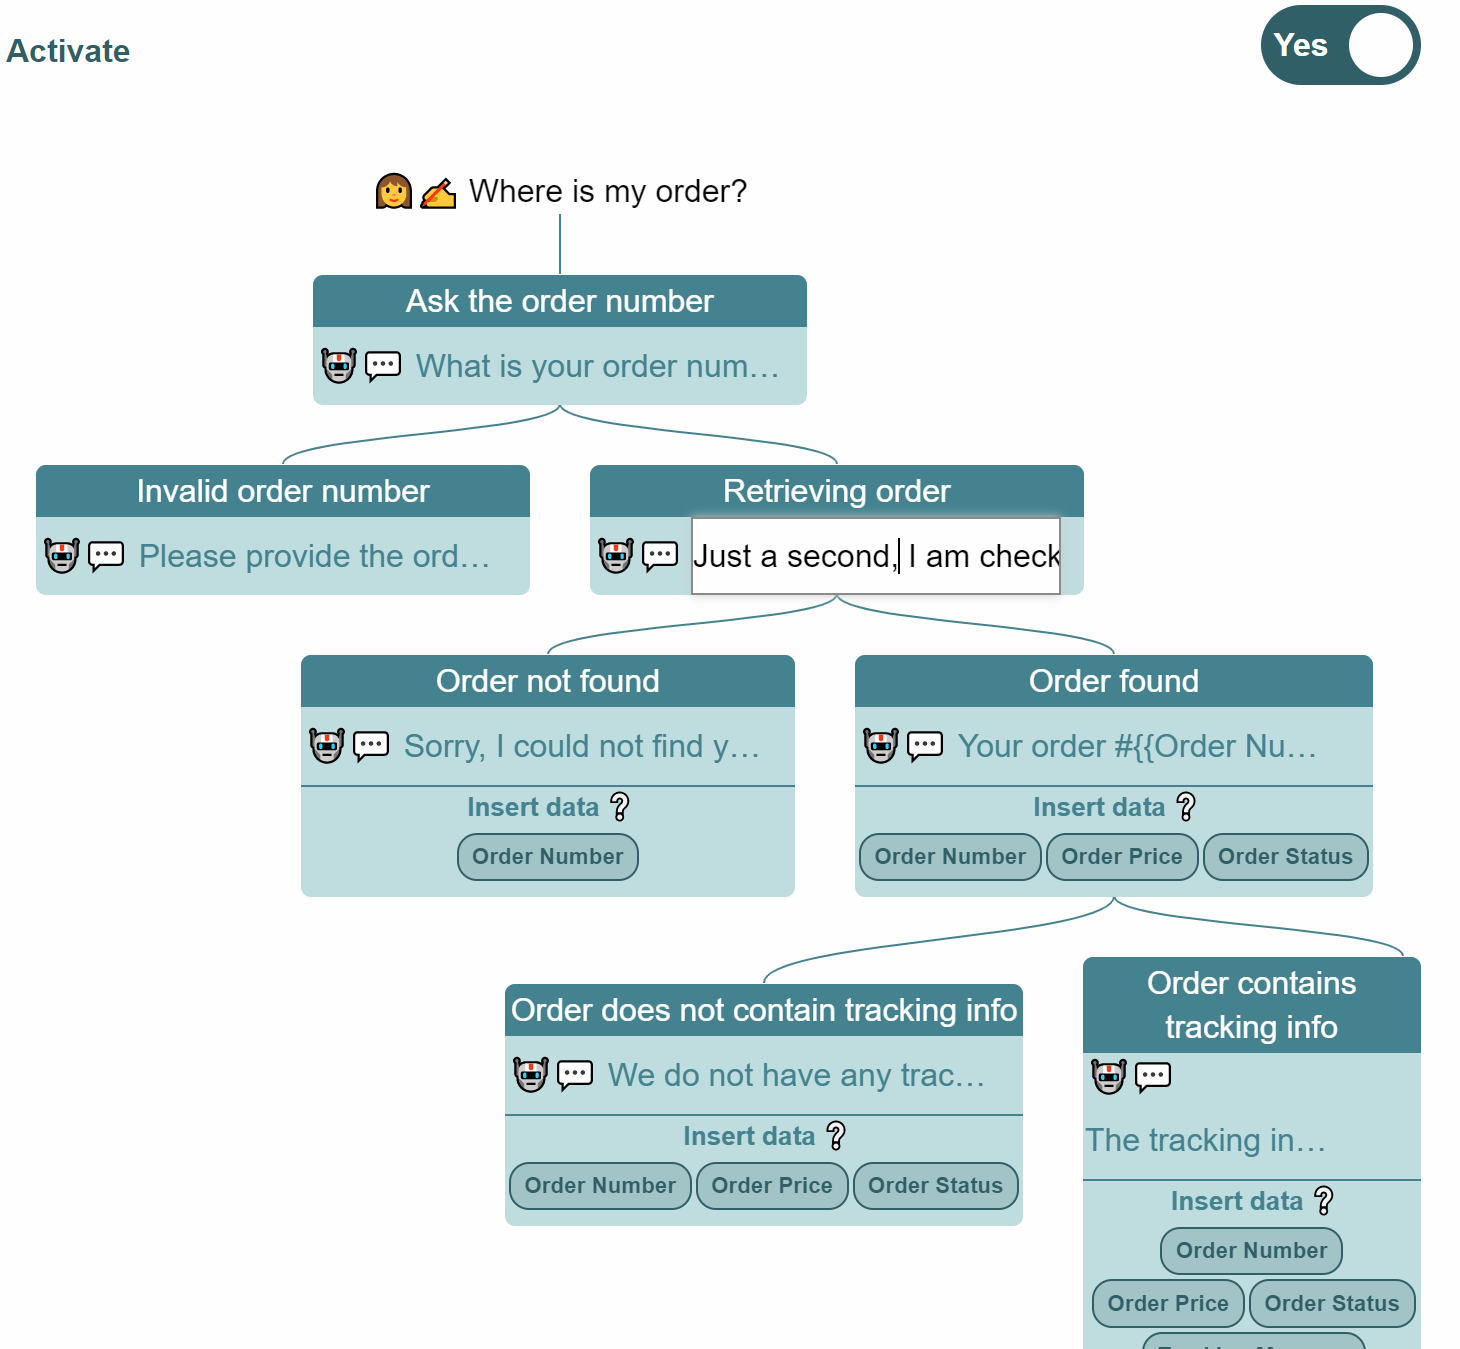 Activate
Yes
Where is my order?
Ask the order number
What is your order num…
Invalid order number
Please provide the ord…
Retrieving order
Just a second, I am check
Order not found
Sorry, I could not find y…
Insert data
Order Number
Order found
Your order #{{Order Nu…
Insert data
Order Number Order Price Order Status
Order does not contain tracking info
We do not have any trac…
Insert data
Order Number Order Price Order Status
Order contains
tracking info
The tracking in…
Insert data
Order Number
Order Price Order Status